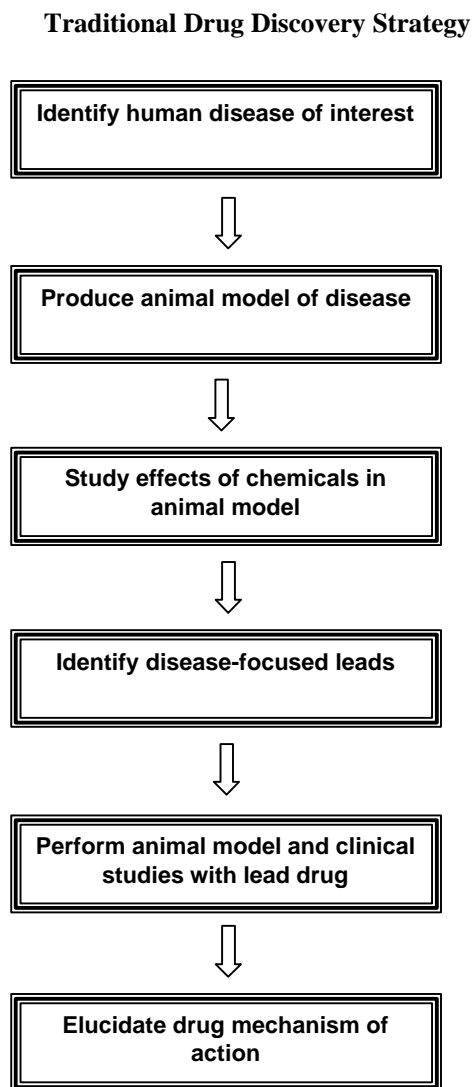 Traditional Drug Discovery Strategy
Identify human disease of interest
Produce animal model of disease
Study effects of chemicals in
animal model
Identify disease-focused leads
Perform animal model and clinical
studies with lead drug
Elucidate drug mechanism of
action